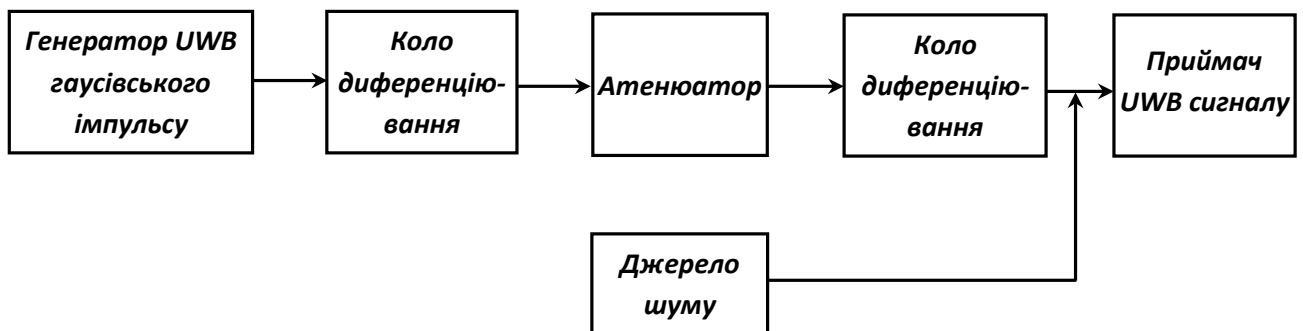 Генератор UWB
гаусівського
імпульсу
Коло
диференцію-
вання
Атенюатор
Коло
диференцію-
вання
Приймач
UWB сигналу
Джерело
шуму